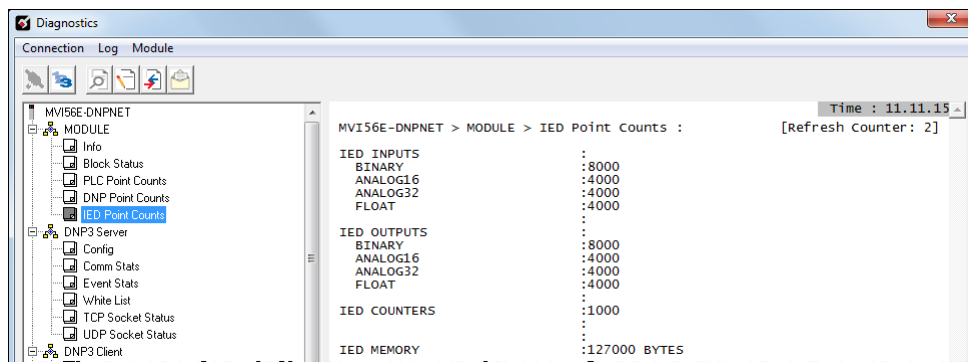 Diagnostics
Connection Log Module
MVI56E-DNPNET
MODULE
Info
Block Status
PLC Point Counts
DNP Point Counts
IED Point Counts
DNP3 Server
Config
Comm Stats
Event Stats
White List
TCP Socket Status
UDP Socket Status
DNP3 Client
Time : 11.11.15
MVI56E-DNPNET > MODULE > IED Point Counts : [Refresh Counter: 2]
IED INPUTS :
BINARY :8000
ANALOG16 :4000
ANALOG32 :4000
FLOAT :4000
:
IED OUTPUTS :
BINARY :8000
ANALOG16 :4000
ANALOG32 :4000
FLOAT :4000
:
IED COUNTERS :1000
:
:
IED MEMORY :127000 BYTES